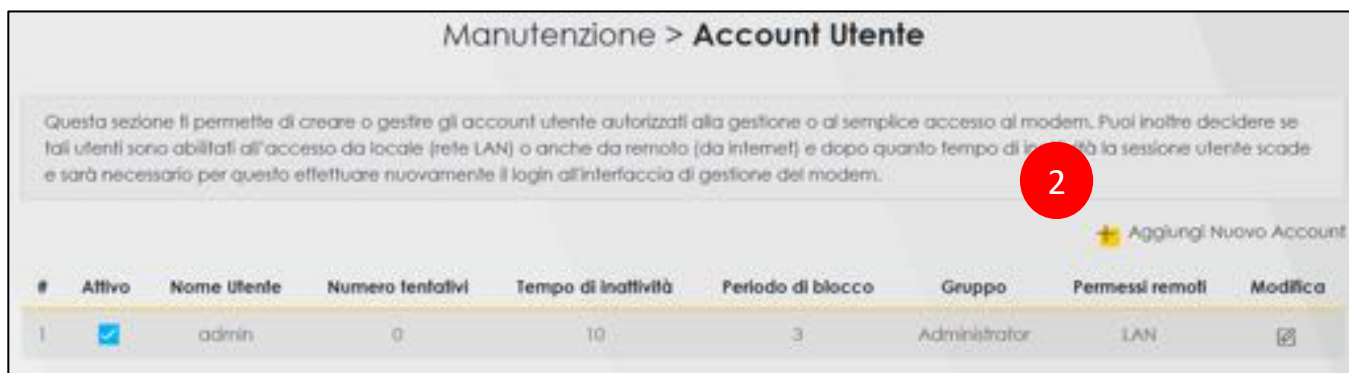 Manutenzione > Account Utente
Questa sezione ti permette di creare o gestire gli account utente autorizzati alla gestione o al semplice accesso al modem. Puoi inoltre decidere se
tali utenti sono abilitati all'accesso da locale (rete LAN) o anche da remoto (da internet) e dopo quanto tempo di la sessione utente scade
e sarà necessario per questo effettuare nuovamente il login all'interfaccia di gestione del modem.
2
Aggiungi Nuovo Account
# Attivo Nome Utente Numero tentativi Tempo di inattività Periodo di blocco Gruppo Permessi remoti Modifica
1 admin 0 10 3 Administrator LAN